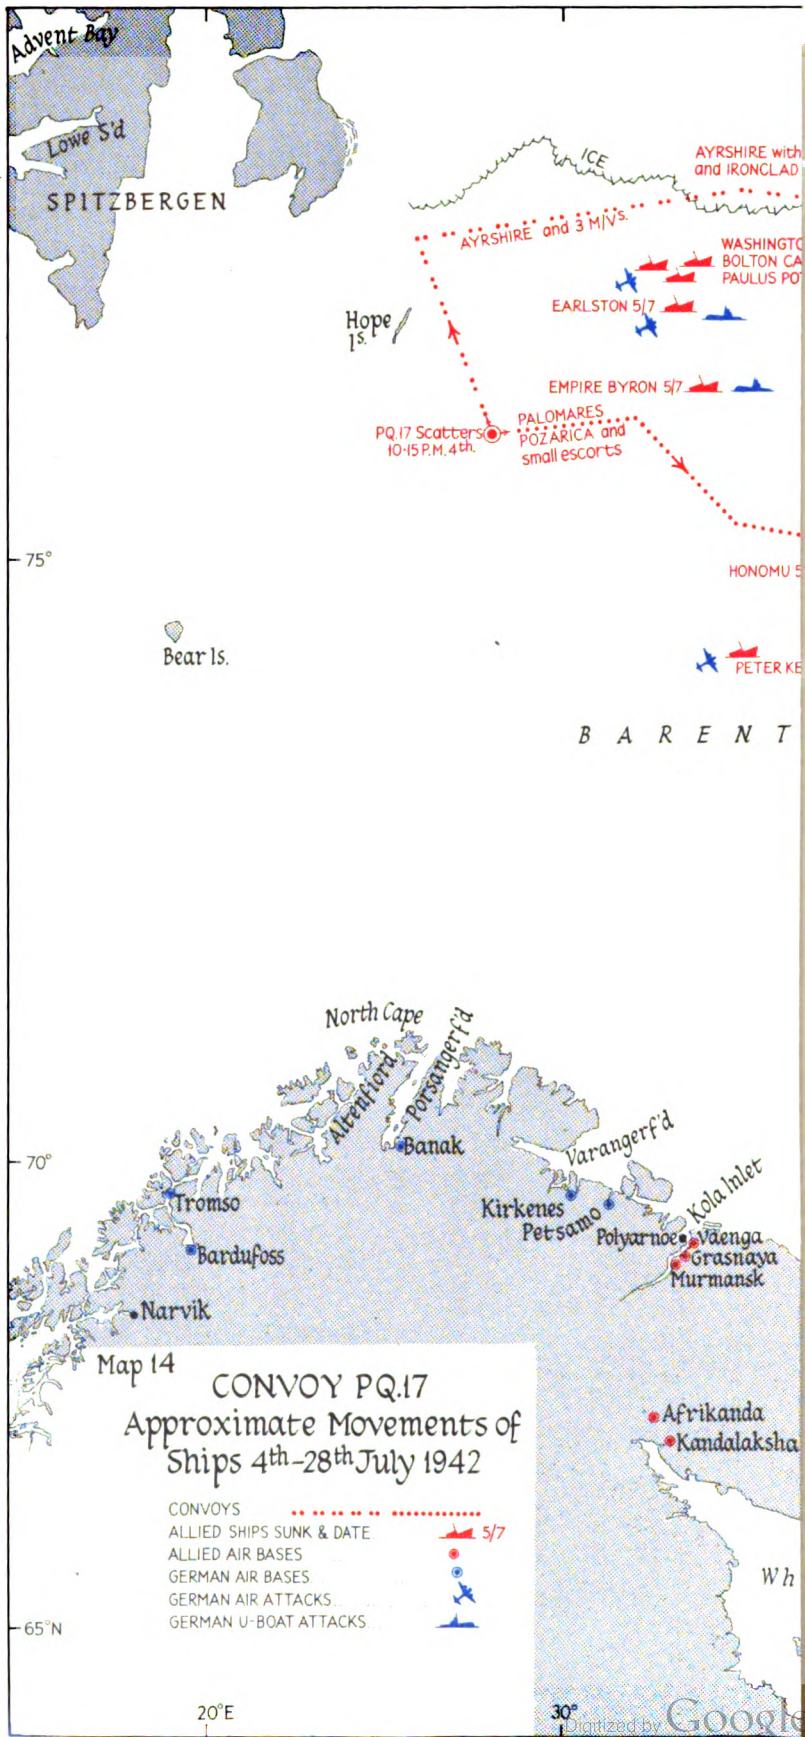 Advent Bay
Lowe S'd
SPITZBERGEN
ICE
AYRSHIRE with
and IRONCLAD
AYRSHIRE and 3 M/Vs.
WASHINGTO
BOLTON CA
PAULUS PO
EARLSTON 5/7
Hope
Is.
EMPIRE BYRON 5/7
PALOMARES
POZARICA and
small escorts
PQ.17 Scatters
10·15 P.M. 4th.
75°
HONOMU 5
Bear Is.
PETER KE
BARENT
North Cape
Altenfiord
Porsangerf'd
Banak
70°
Varangerf'd
Tromso
Kirkenes
Petsamo
Kola Inlet
Polyarnoe
Vaenga
Bardufoss
Grasnaya
Murmansk
Narvik
Map 14
CONVOY PQ.17
Approximate Movements of
Ships 4th–28th July 1942
Afrikanda
Kandalaksha
CONVOYS
ALLIED SHIPS SUNK & DATE 5/7
ALLIED AIR BASES
GERMAN AIR BASES
GERMAN AIR ATTACKS
GERMAN U-BOAT ATTACKS
Wh
65°N
20°E
30°
Digitized by Google